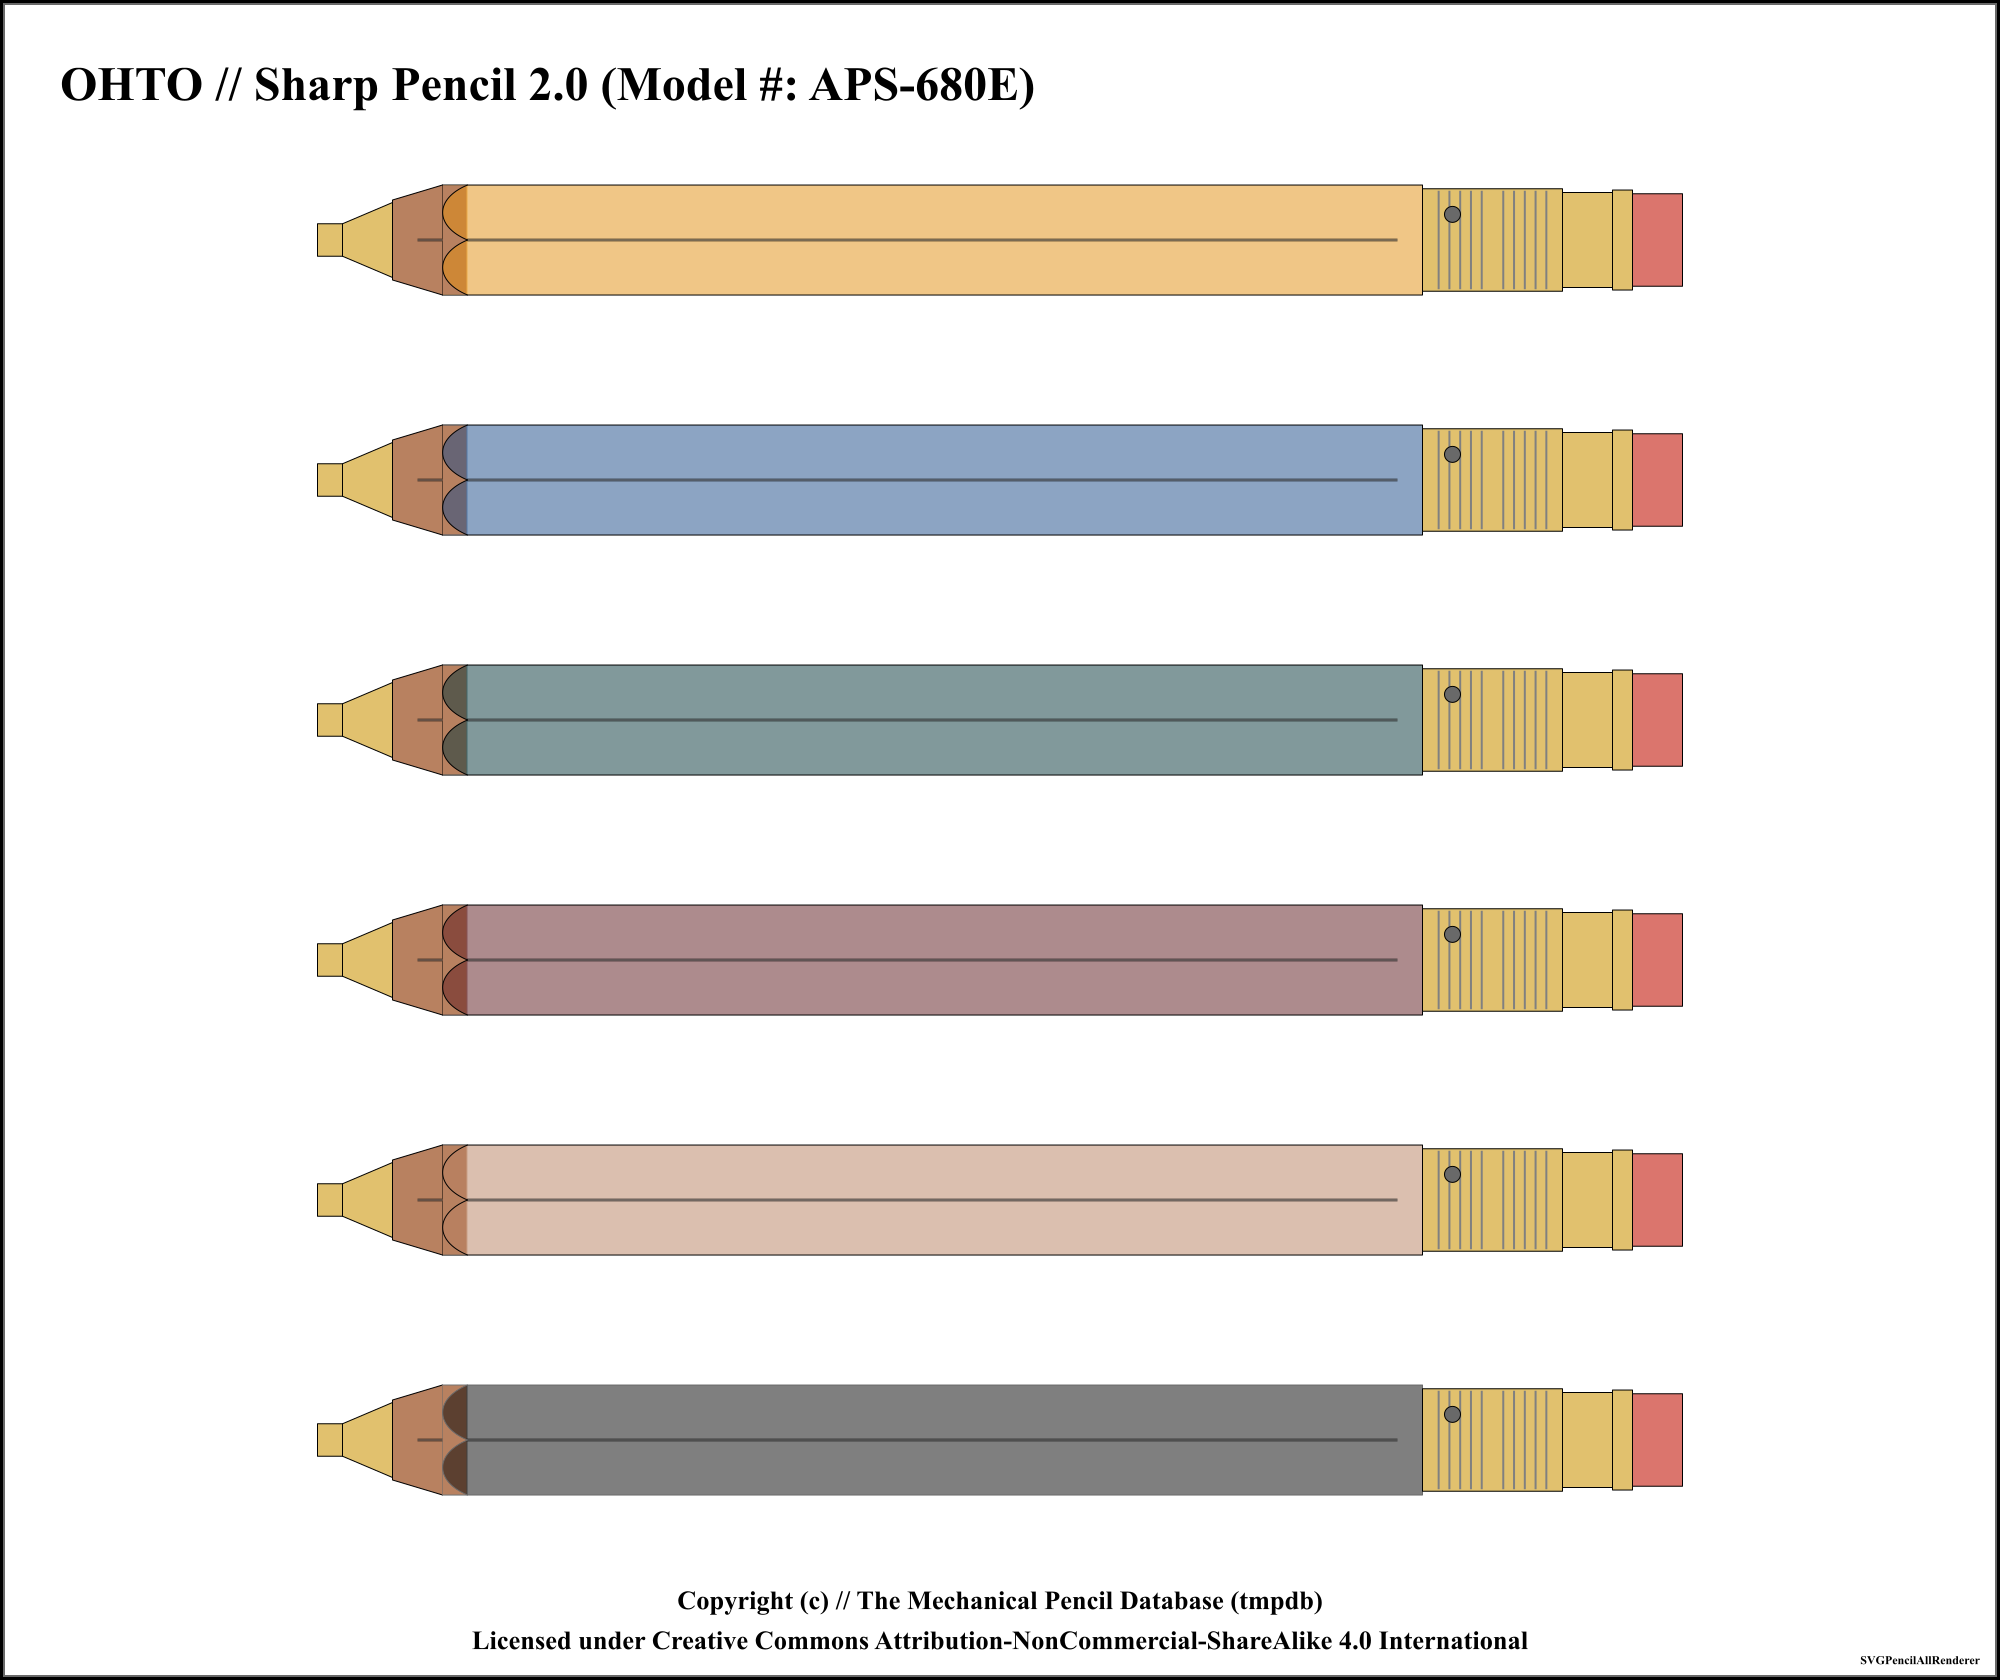 OHTO // Sharp Pencil 2.0 (Model #: APS-680E)
Copyright (c) // The Mechanical Pencil Database (tmpdb)
Licensed under Creative Commons Attribution-NonCommercial-ShareAlike 4.0 International
SVGPencilAllRenderer